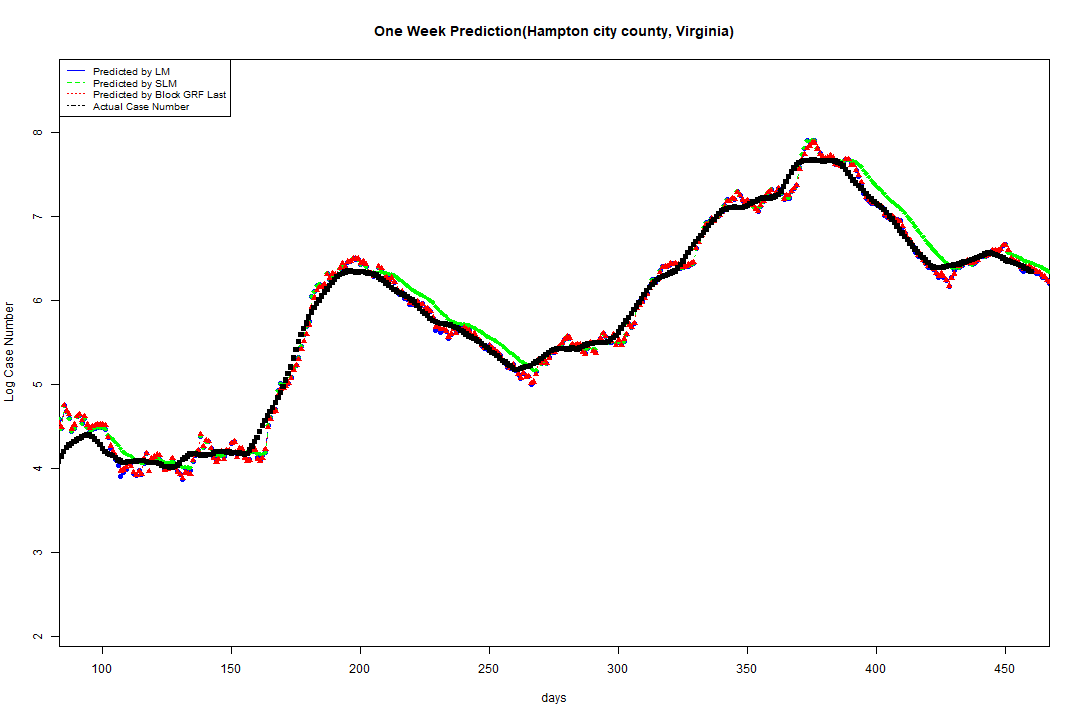 One Week Prediction(Hampton city county, Virginia)
Predicted by LM
Predicted by SLM
Predicted by Block GRF Last
Actual Case Number
8
7
6
5
4
3
2
Log Case Number
100 150 200 250 300 350 400 450
days